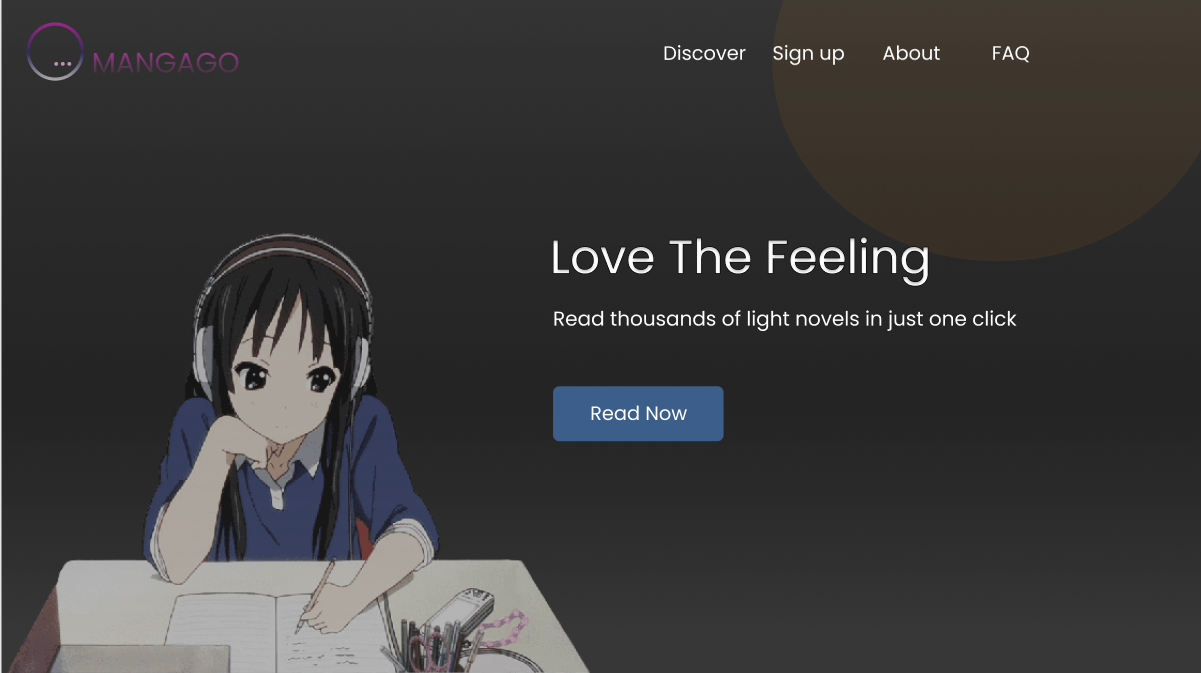 MANGAGO
Discover Sign up About FAQ
Love The Feeling
Read thousands of light novels in just one click
Read Now